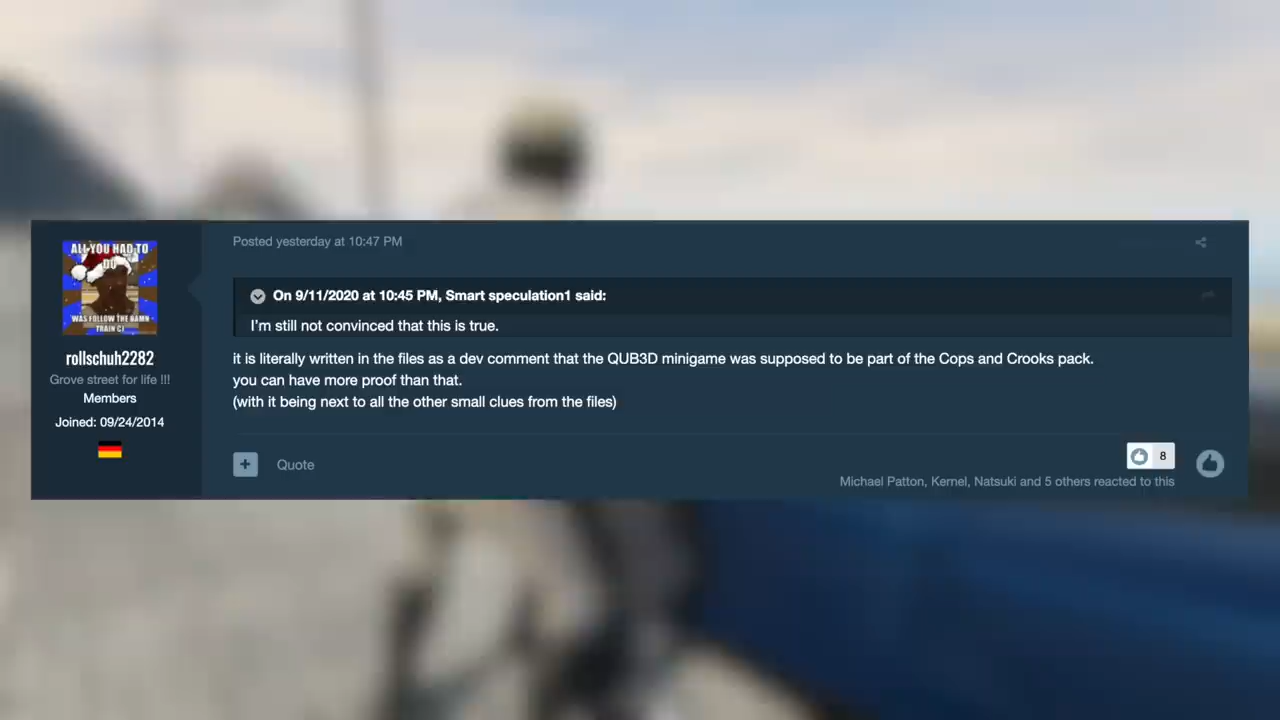 ALL YOU HAD TO
DO
WAS FOLLOW THE DAMN
TRAIN CJ
rollschuh2282
Grove street for life !!!
Members
Joined: 09/24/2014
Posted yesterday at 10:47 PM
On 9/11/2020 at 10:45 PM, Smart speculation1 said:
I'm still not convinced that this is true.
it is literally written in the files as a dev comment that the QUB3D minigame was supposed to be part of the Cops and Crooks pack.
you can have more proof than that.
(with it being next to all the other small clues from the files)
+ Quote
8
Michael Patton, Kernel, Natsuki and 5 others reacted to this